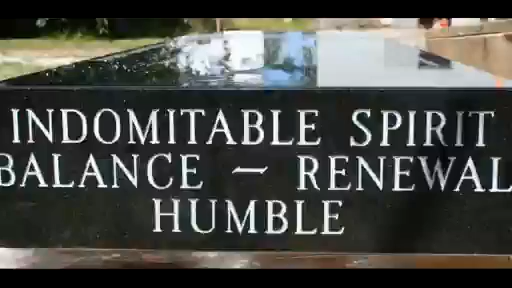 INDOMITABLE SPIRIT
BALANCE – RENEWAL
HUMBLE